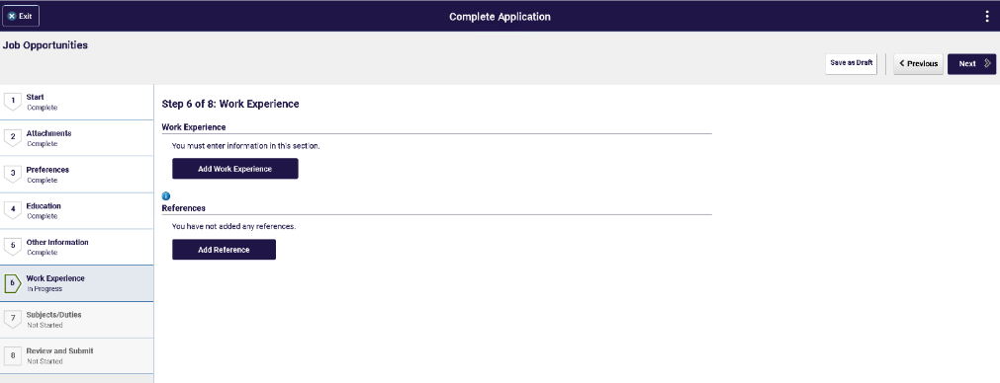 Exit
Complete Application
Job Opportunities
Save as Draft
Previous
Next
1
Start
Complete
2
Attachments
Complete
3
Preferences
Complete
4
Education
Complete
5
Other Information
Complete
6
Work Experience
In Progress
7
Subjects/Duties
Not Started
8
Review and Submit
Not Started
Step 6 of 8: Work Experience
Work Experience
You must enter information in this section.
Add Work Experience
References
You have not added any references.
Add Reference